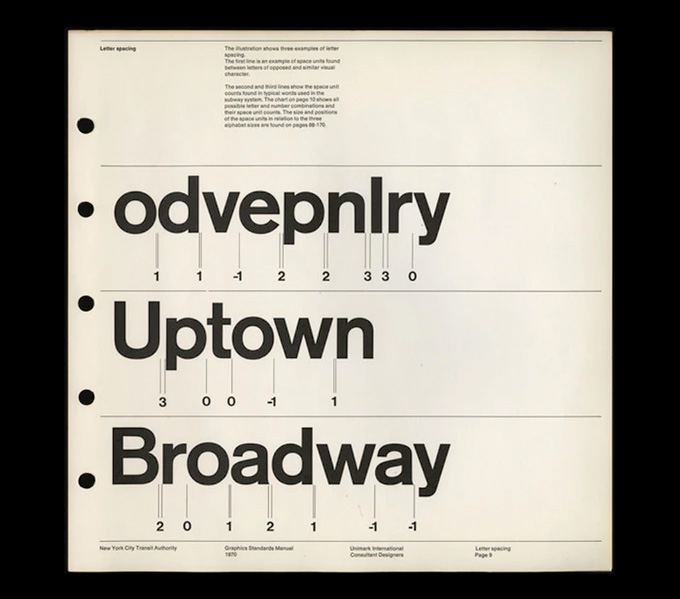 Letter spacing
The illustration shows three examples of letter
spacing.
The first line is an example of space units found
between letters of opposed and similar visual
character.
The second and third lines show the space unit
counts found in typical words used in the
subway system. The chart on page 10 shows all
possible letter and number combinations and
their space unit counts. The size and positions
of the space units in relation to the three
alphabet sizes are found on pages 88-170.
odvepnlry
1 1 -1 2 2 3 3 0
Uptown
3 0 0 -1 1
Broadway
2 0 1 2 1 -1 -1
New York City Transit Authority
Graphics Standards Manual
1970
Unimark International
Consultant Designers
Letter spacing
Page 9